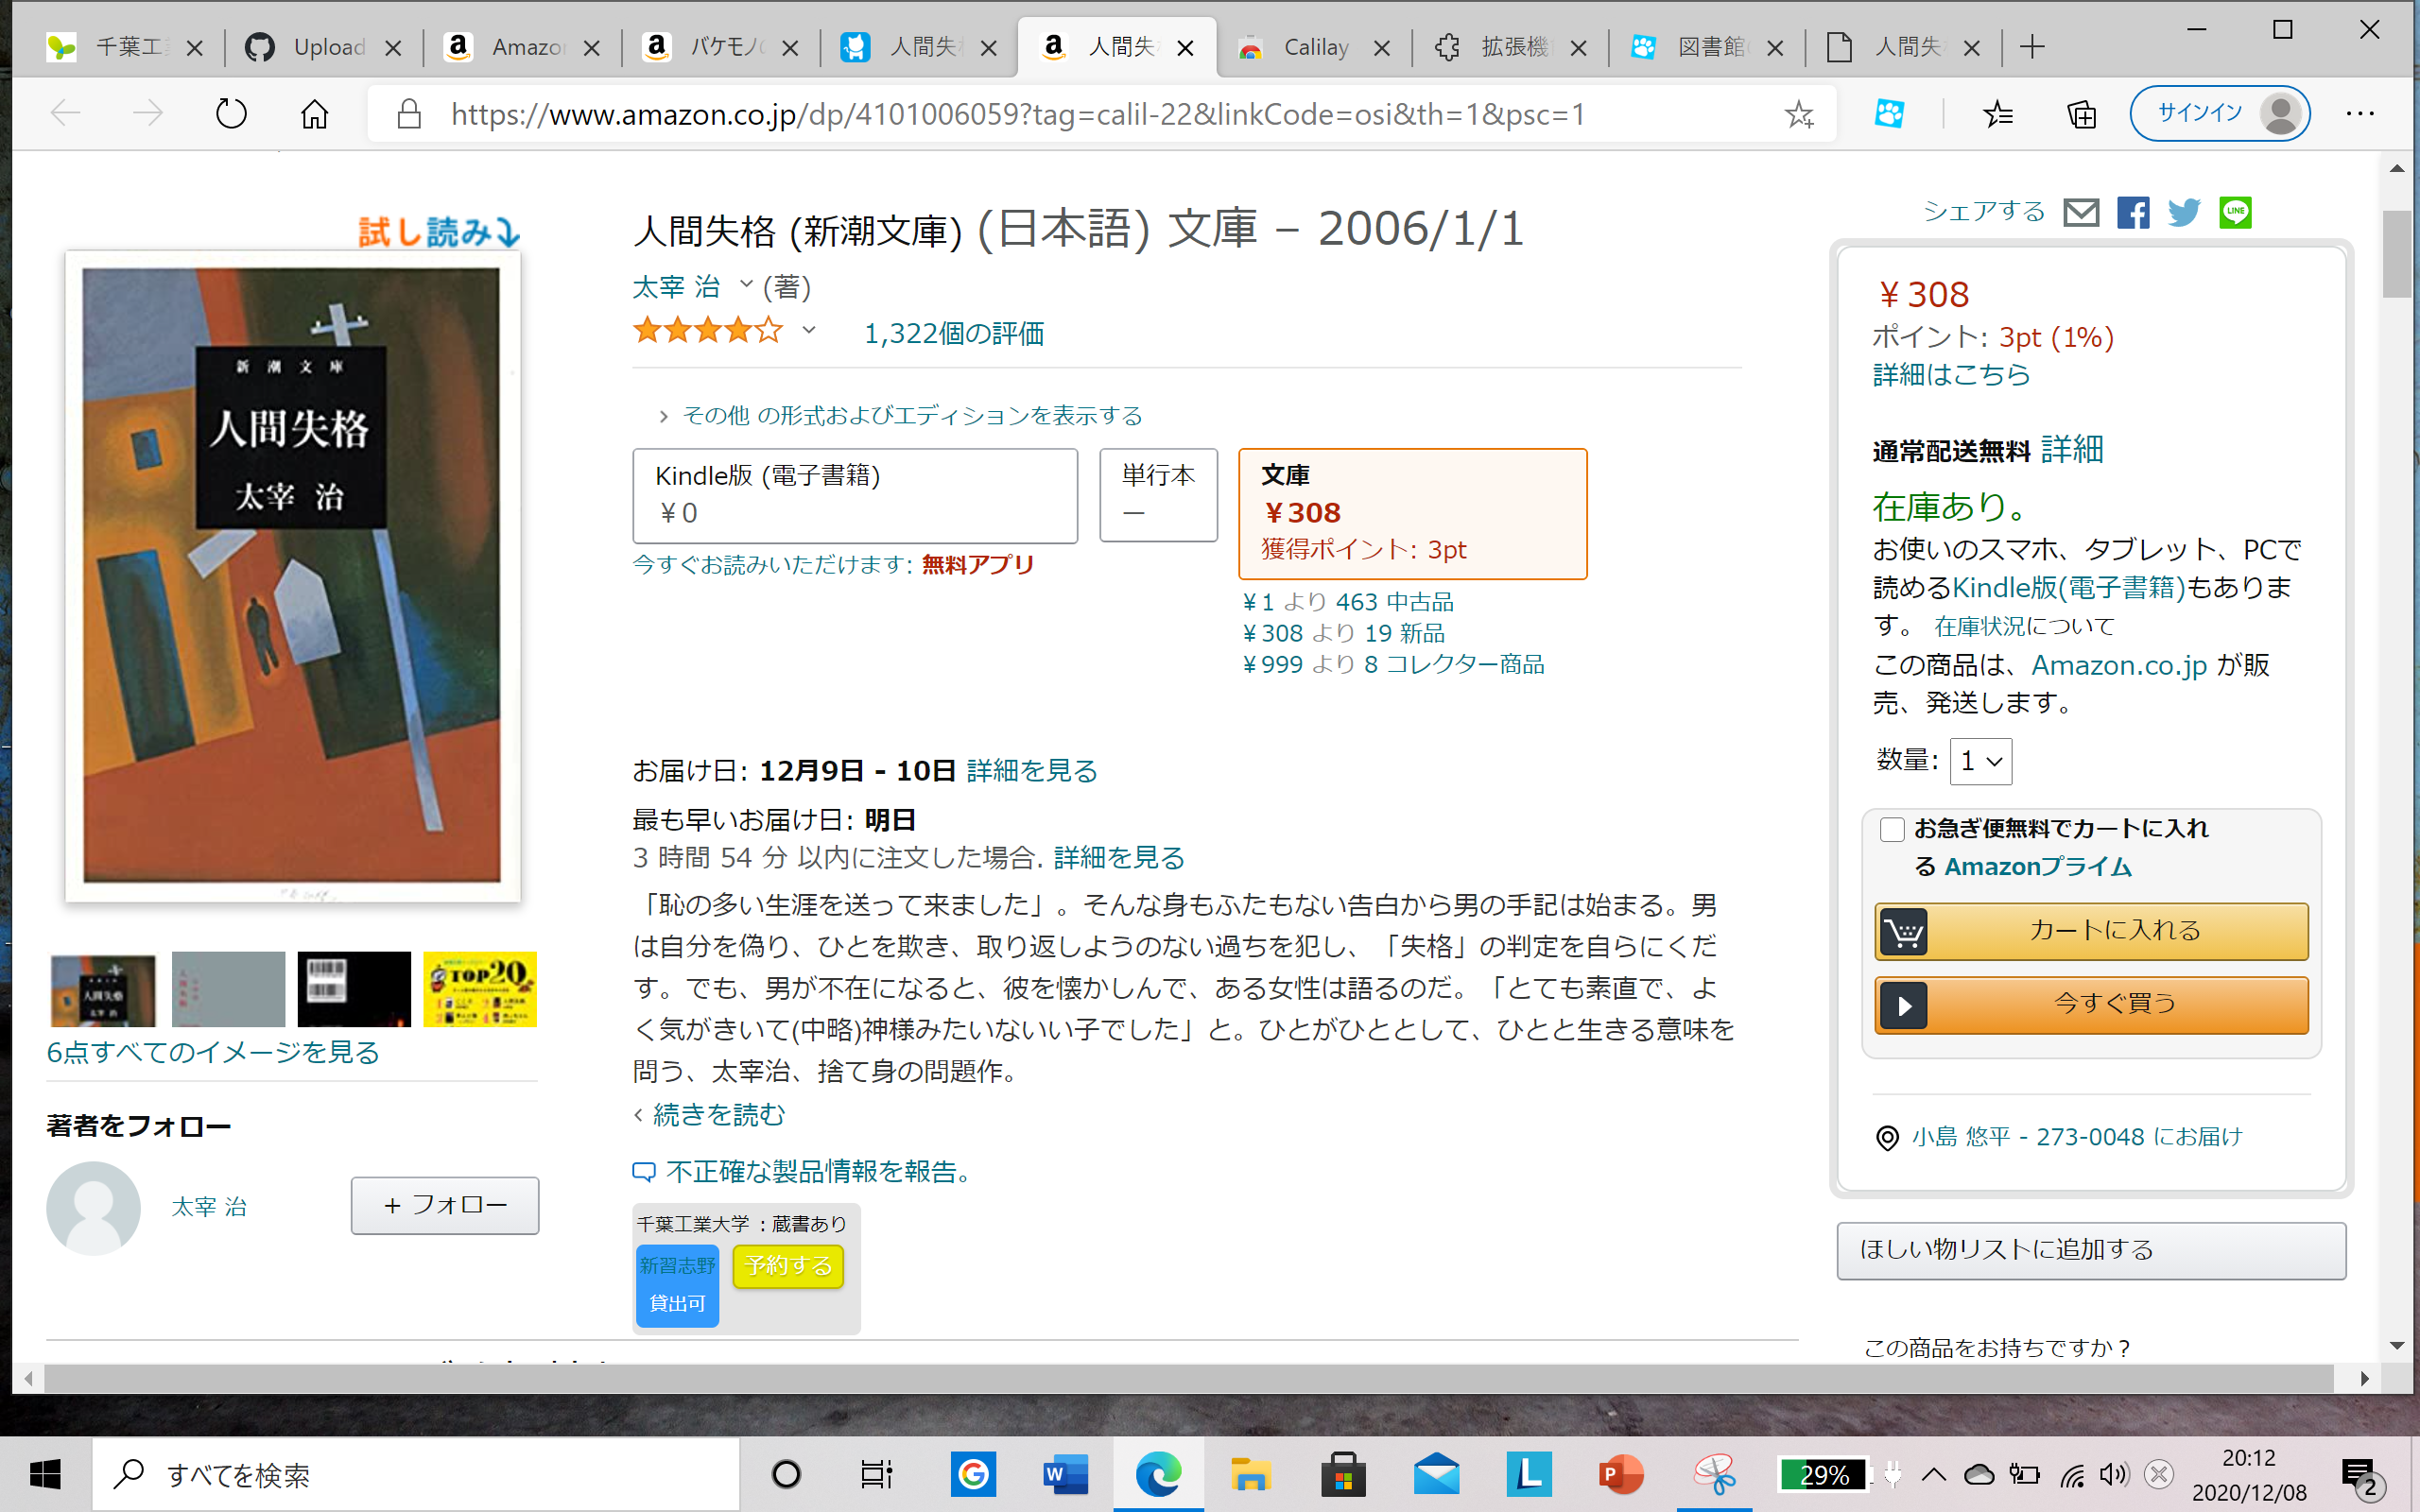 千葉工
Upload
Amazo
バケモノ
人間失
人間失
Calilay
拡張機
図書館
人間失
https://www.amazon.co.jp/dp/4101006059?tag=calil-22&linkCode=osi&th=1&psc=1
サインイン
試し読み
新潮文庫
人間失格
太宰 治
TOP20
6点すべてのイメージを見る
著者をフォロー
太宰 治
+ フォロー
人間失格 (新潮文庫) (日本語) 文庫 – 2006/1/1
太宰 治 (著)
1,322個の評価
その他 の形式およびエディションを表示する
Kindle版 (電子書籍)
￥0
今すぐお読みいただけます: 無料アプリ
単行本
—
文庫
￥308
獲得ポイント: 3pt
￥1 より 463 中古品
￥308 より 19 新品
￥999 より 8 コレクター商品
お届け日: 12月9日 - 10日 詳細を見る
最も早いお届け日: 明日
3 時間 54 分 以内に注文した場合. 詳細を見る
「恥の多い生涯を送って来ました」。そんな身もふたもない告白から男の手記は始まる。男
は自分を偽り、ひとを欺き、取り返しようのない過ちを犯し、「失格」の判定を自らにくだ
す。でも、男が不在になると、彼を懐かしんで、ある女性は語るのだ。「とても素直で、よ
く気がきいて(中略)神様みたいないい子でした」と。ひとがひととして、ひとと生きる意味を
問う、太宰治、捨て身の問題作。
続きを読む
不正確な製品情報を報告。
千葉工業大学 : 蔵書あり
新習志野
貸出可
予約する
シェアする
LINE
￥308
ポイント: 3pt (1%)
詳細はこちら
通常配送無料 詳細
在庫あり。
お使いのスマホ、タブレット、PCで
読めるKindle版(電子書籍)もありま
す。 在庫状況について
この商品は、Amazon.co.jp が販
売、発送します。
数量: 1
お急ぎ便無料でカートに入れ
る Amazonプライム
カートに入れる
今すぐ買う
小島 悠平 - 273-0048 にお届け
ほしい物リストに追加する
この商品をお持ちですか？
すべてを検索
29%
20:12
2020/12/08
2